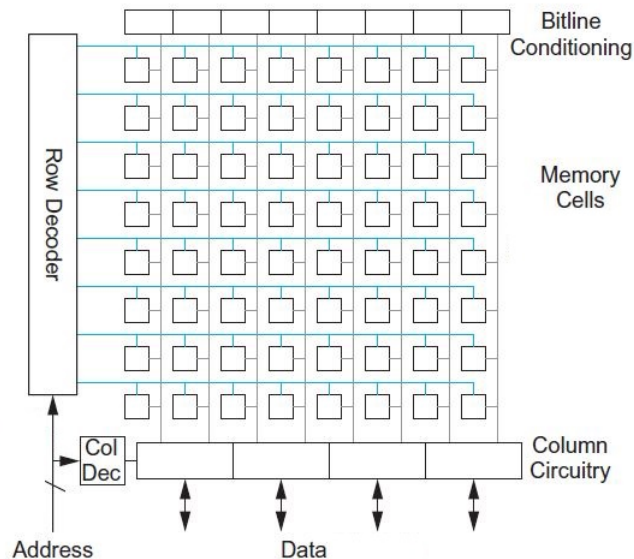 Bitline
Conditioning
Row Decoder
Memory
Cells
Col
Dec
Column
Circuitry
Address
Data